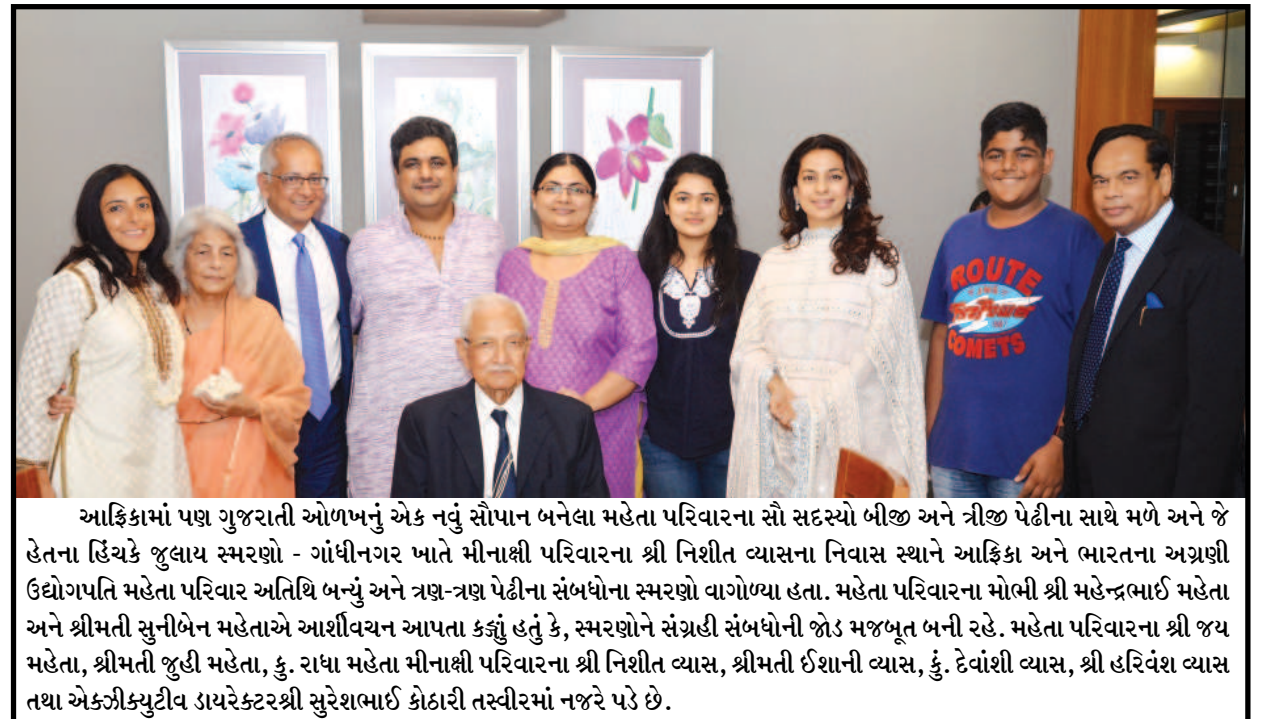 ROUTE
COMETS
આફ્રિકામાં પણ ગુજરાતી ઓળખનું એક નવું સૌપાન બનેલા મહેતા પરિવારના સૌ સદસ્યો બીજી અને ત્રીજી પેઢીના સાથે મળે અને જે
હેતના હિંચકે જુલાય સ્મરણો - ગાંધીનગર ખાતે મીનાક્ષી પરિવારના શ્રી નિશીત વ્યાસના નિવાસ સ્થાને આફ્રિકા અને ભારતના અગ્રણી
ઉદ્યોગપતિ મહેતા પરિવાર અતિથિ બન્યું અને ત્રણ-ત્રણ પેઢીના સંબધોના સ્મરણો વાગોળ્યા હતા. મહેતા પરિવારના મોભી શ્રી મહેન્દ્રભાઈ મહેતા
અને શ્રીમતી સુનીબેન મહેતાએ આર્શીવચન આપતા કહ્યું હતું કે, સ્મરણોને સંગ્રહી સંબધોની જોડ મજબૂત બની રહે. મહેતા પરિવારના શ્રી જય
મહેતા, શ્રીમતી જુહી મહેતા, કુ. રાધા મહેતા મીનાક્ષી પરિવારના શ્રી નિશીત વ્યાસ, શ્રીમતી ઈશાની વ્યાસ, કું. દેવાંશી વ્યાસ, શ્રી હરિવંશ વ્યાસ
તથા એક્ઝીક્યુટીવ ડાયરેક્ટરશ્રી સુરેશભાઈ કોઠારી તસ્વીરમાં નજરે પડે છે.